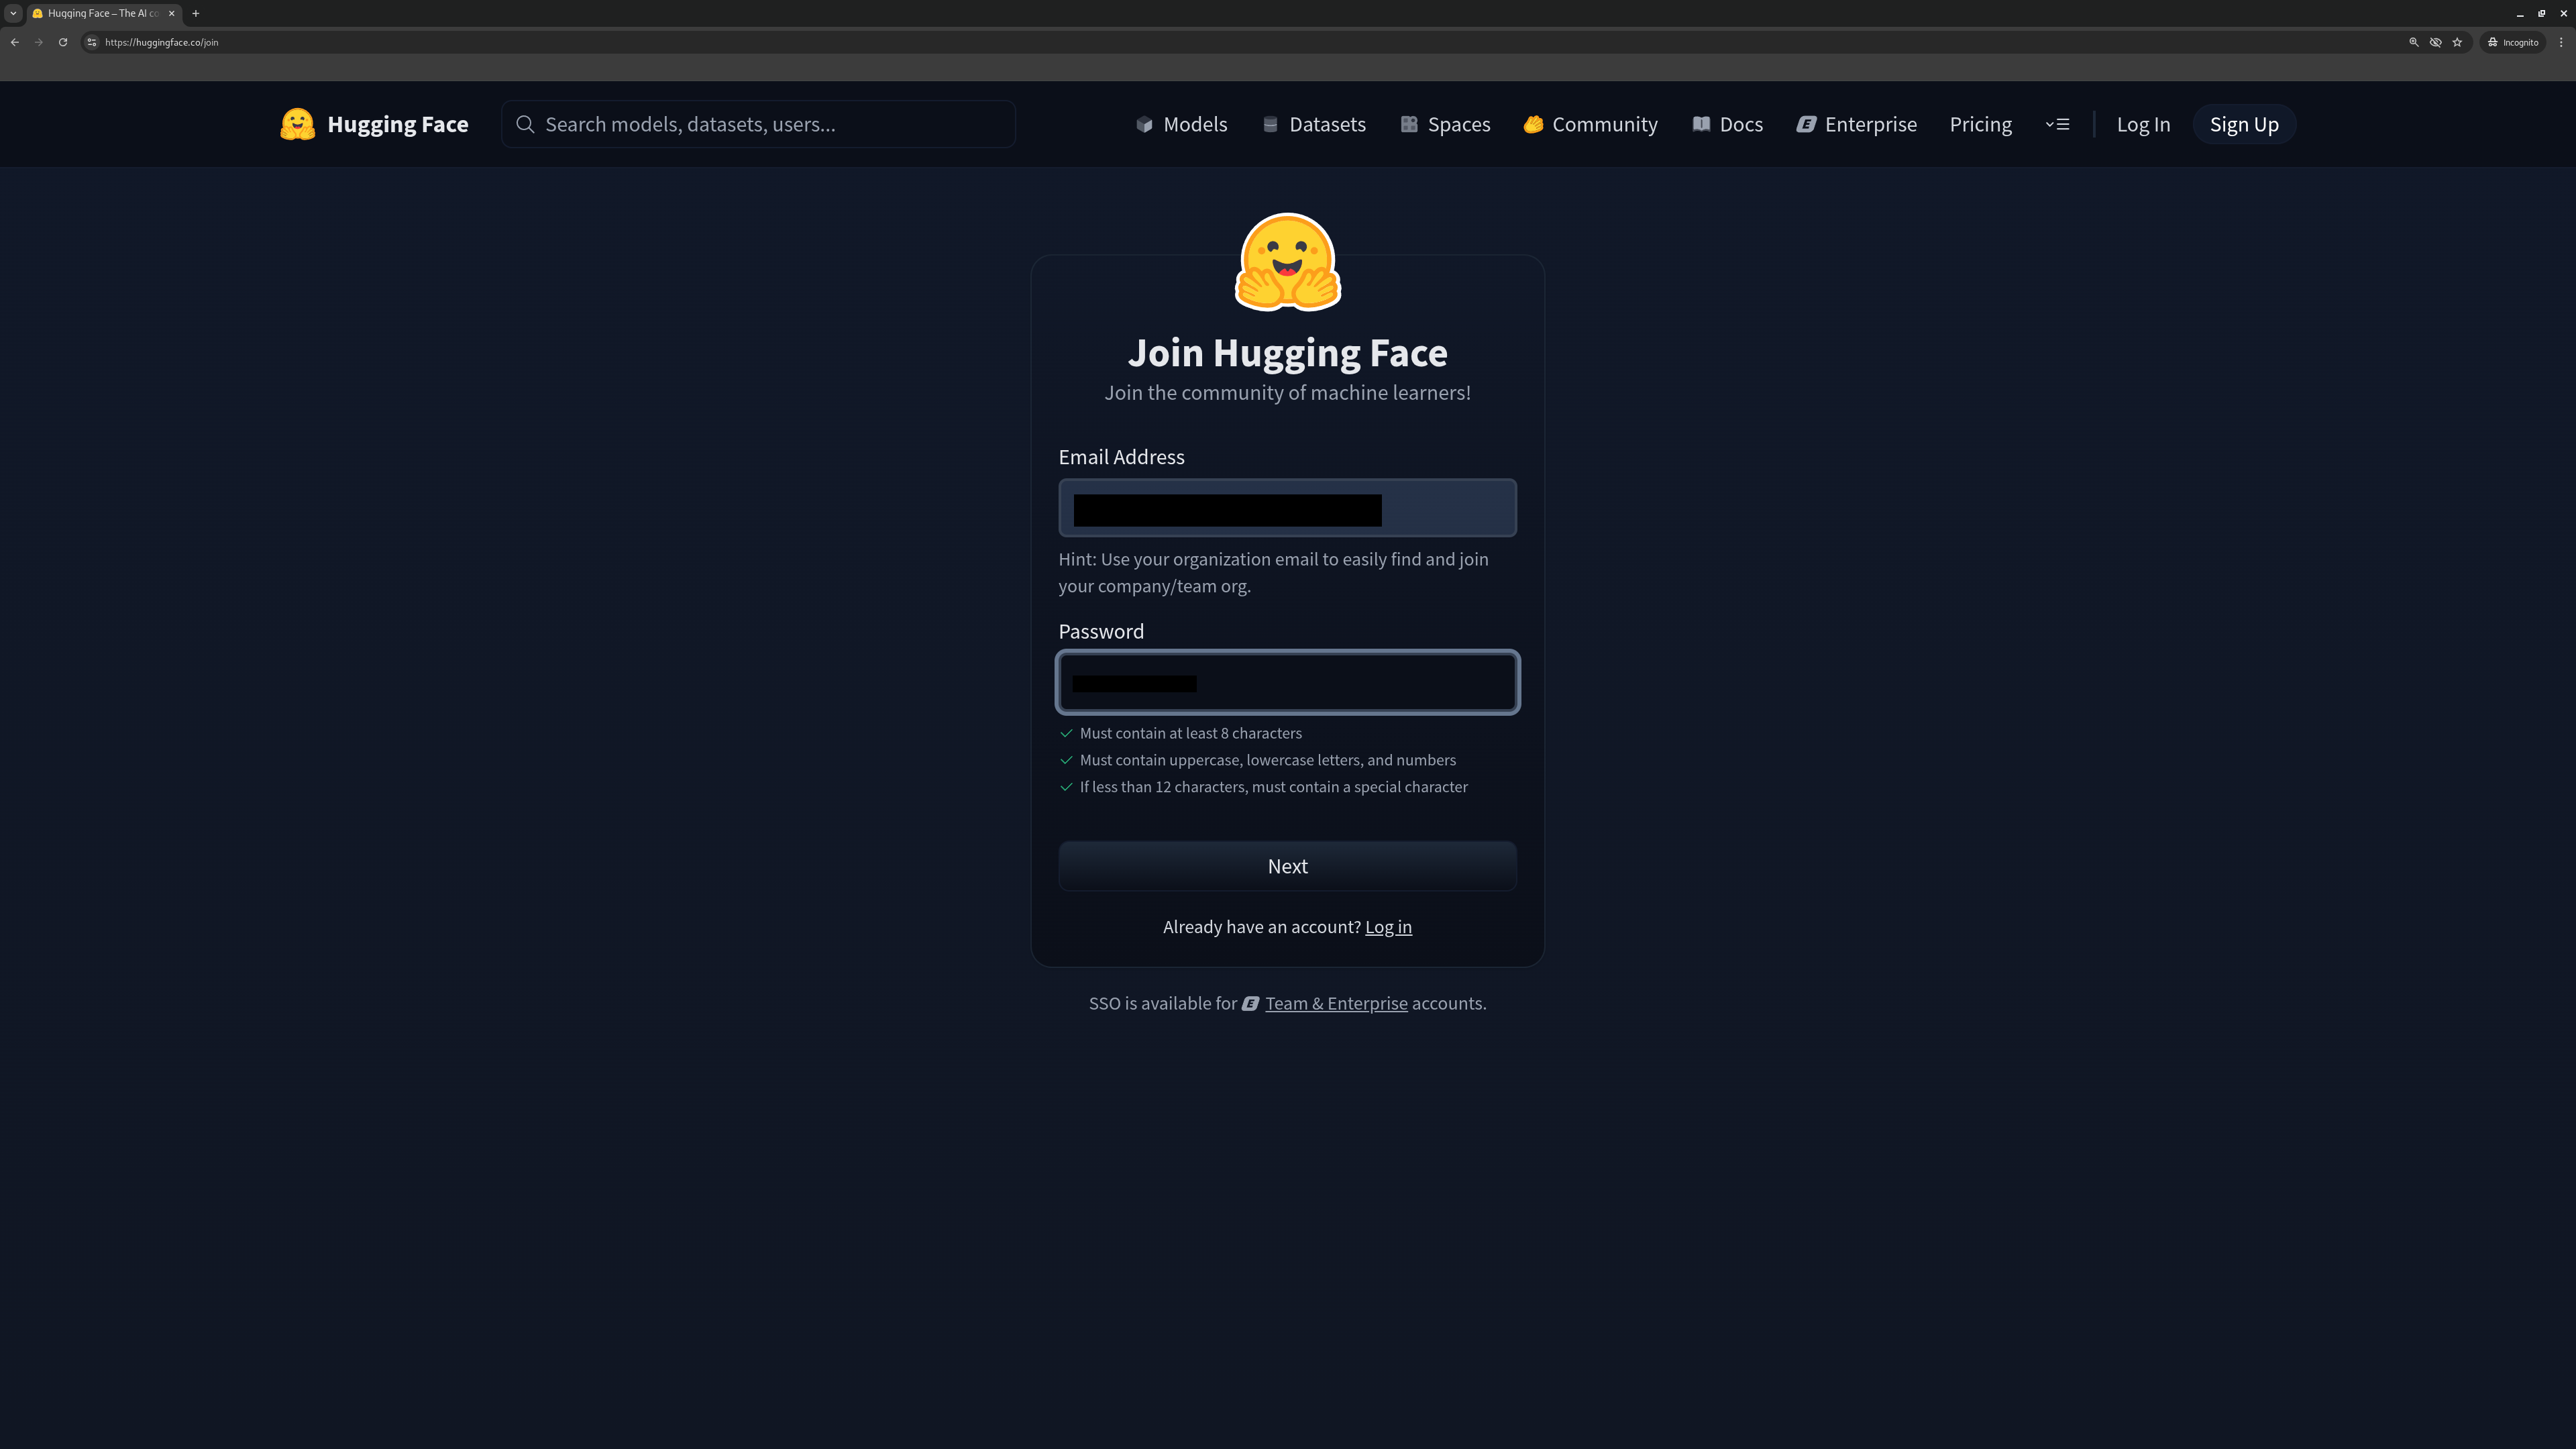 Hugging Face – The AI co
https://huggingface.co/join
Incognito
Hugging Face
Search models, datasets, users...
Models
Datasets
Spaces
Community
Docs
Enterprise
Pricing
Log In
Sign Up
Join Hugging Face
Join the community of machine learners!
Email Address
Hint: Use your organization email to easily find and join
your company/team org.
Password
Must contain at least 8 characters
Must contain uppercase, lowercase letters, and numbers
If less than 12 characters, must contain a special character
Next
Already have an account? Log in
SSO is available for E Team & Enterprise accounts.